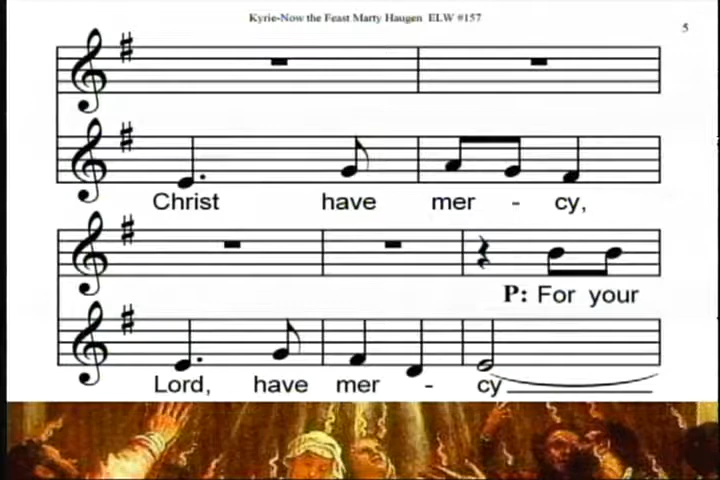 Kyrie-Now the Feast Marty Haugen ELW #157
5
Christ have mer - cy,
P: For your
Lord, have mer - cy